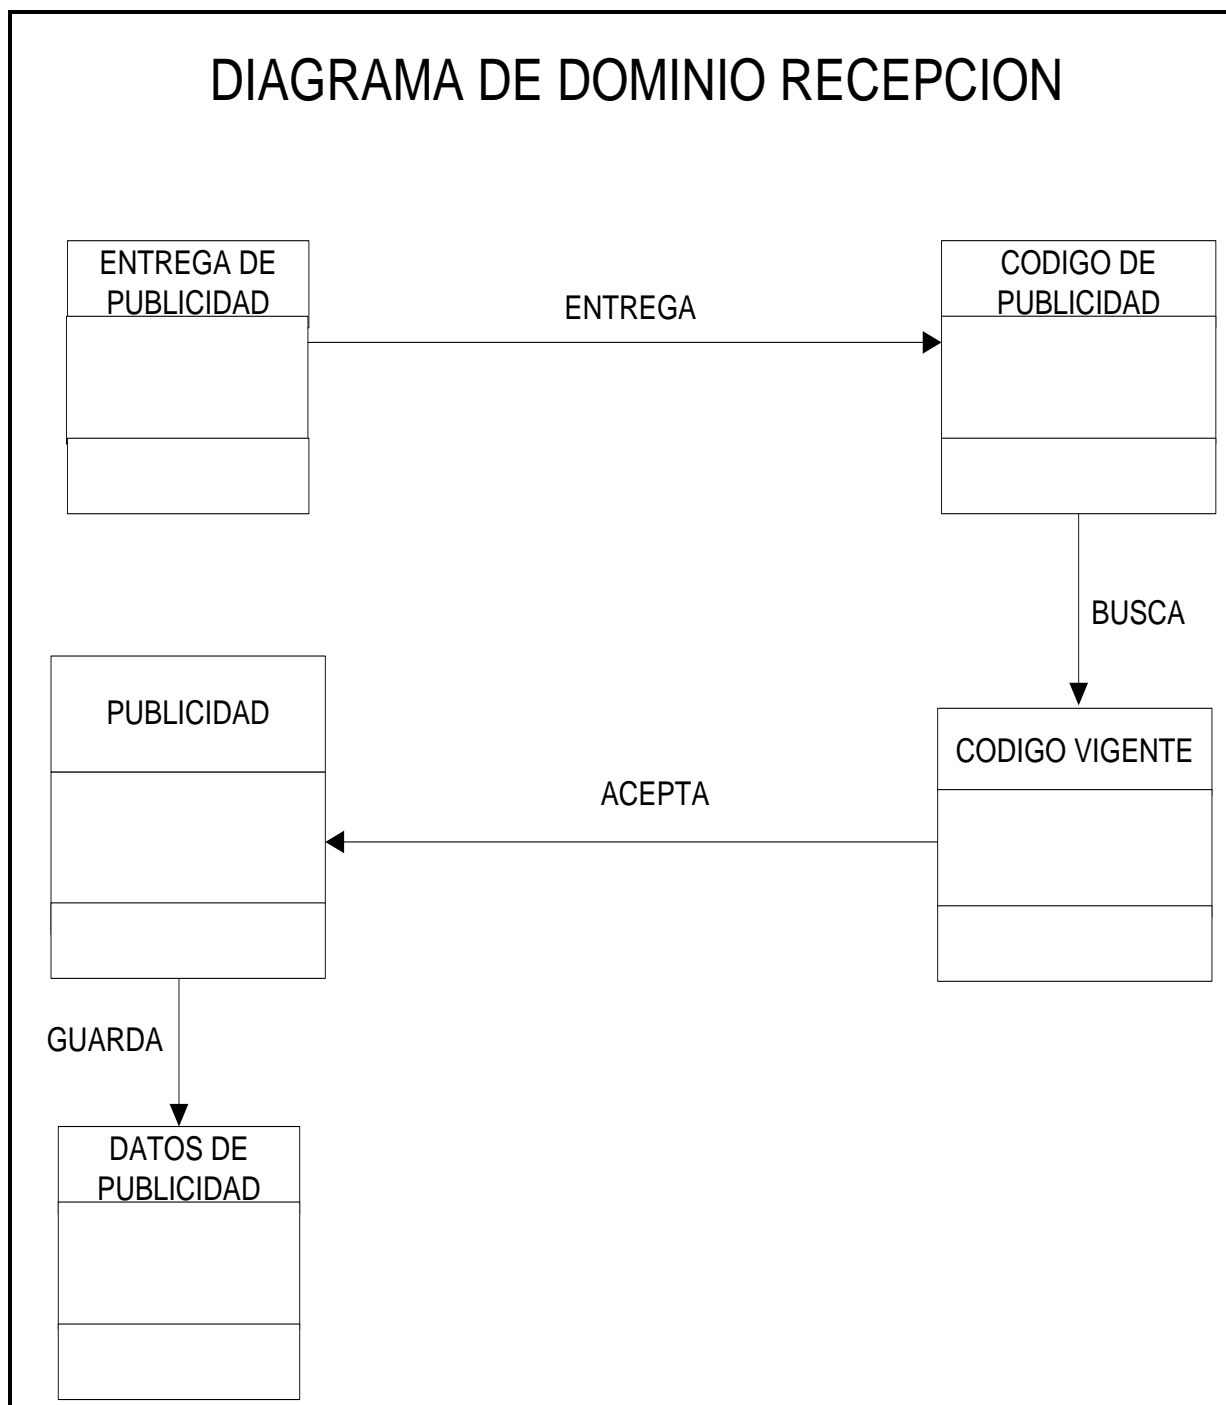 DIAGRAMA DE DOMINIO RECEPCION
ENTREGA DE
PUBLICIDAD
ENTREGA
CODIGO DE
PUBLICIDAD
BUSCA
PUBLICIDAD
ACEPTA
CODIGO VIGENTE
GUARDA
DATOS DE
PUBLICIDAD